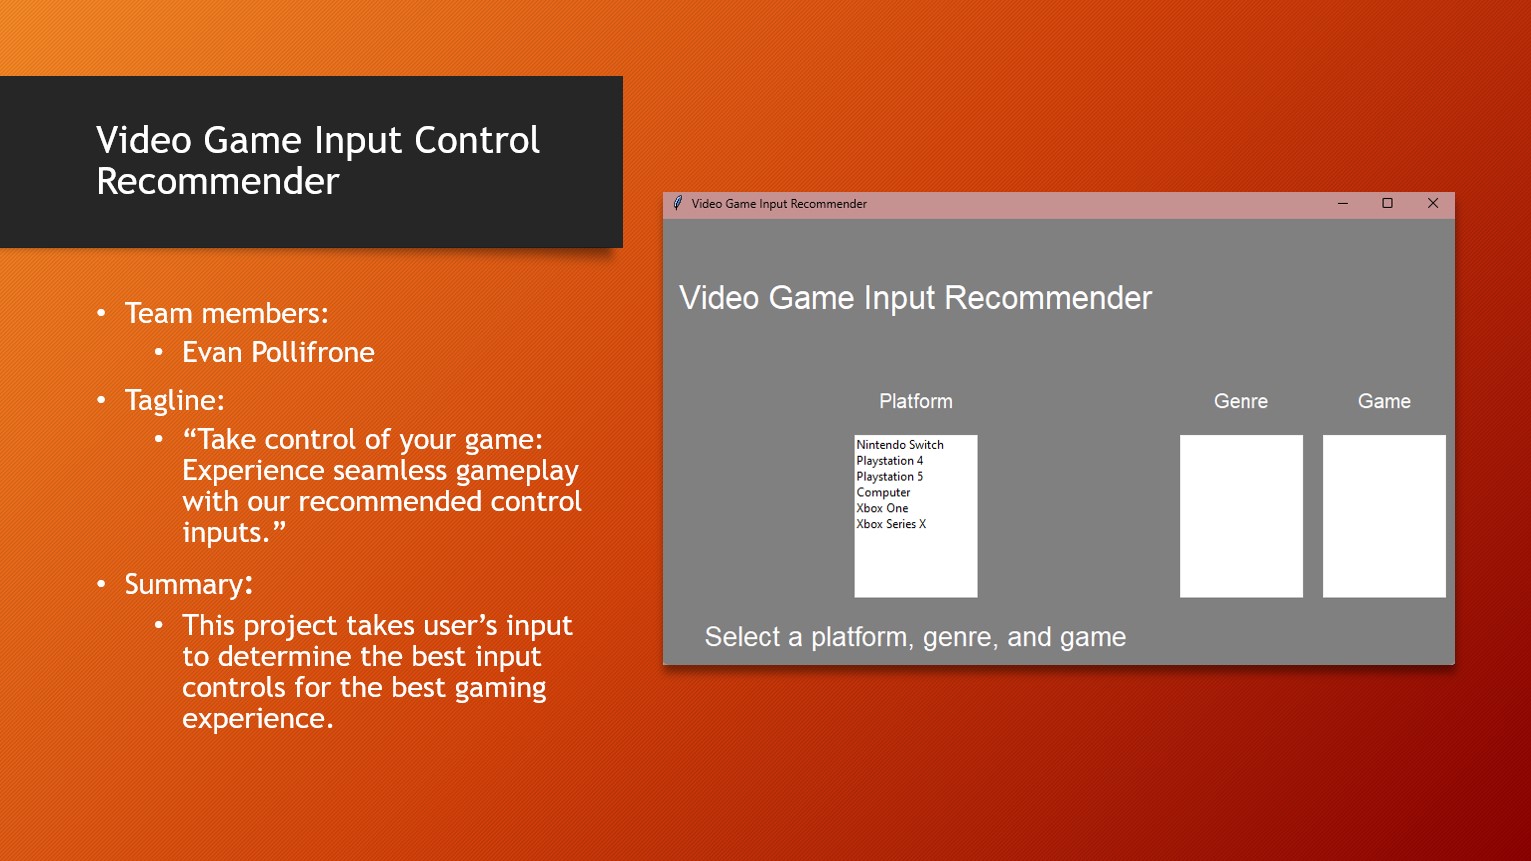 Video Game Input Control
Recommender
• Team members:
• Evan Pollifrone
• Tagline:
• “Take control of your game:
Experience seamless gameplay
with our recommended control
inputs.”
• Summary:
• This project takes user’s input
to determine the best input
controls for the best gaming
experience.
Video Game Input Recommender
Video Game Input Recommender
Platform
Nintendo Switch
Playstation 4
Playstation 5
Computer
Xbox One
Xbox Series X
Genre
Game
Select a platform, genre, and game